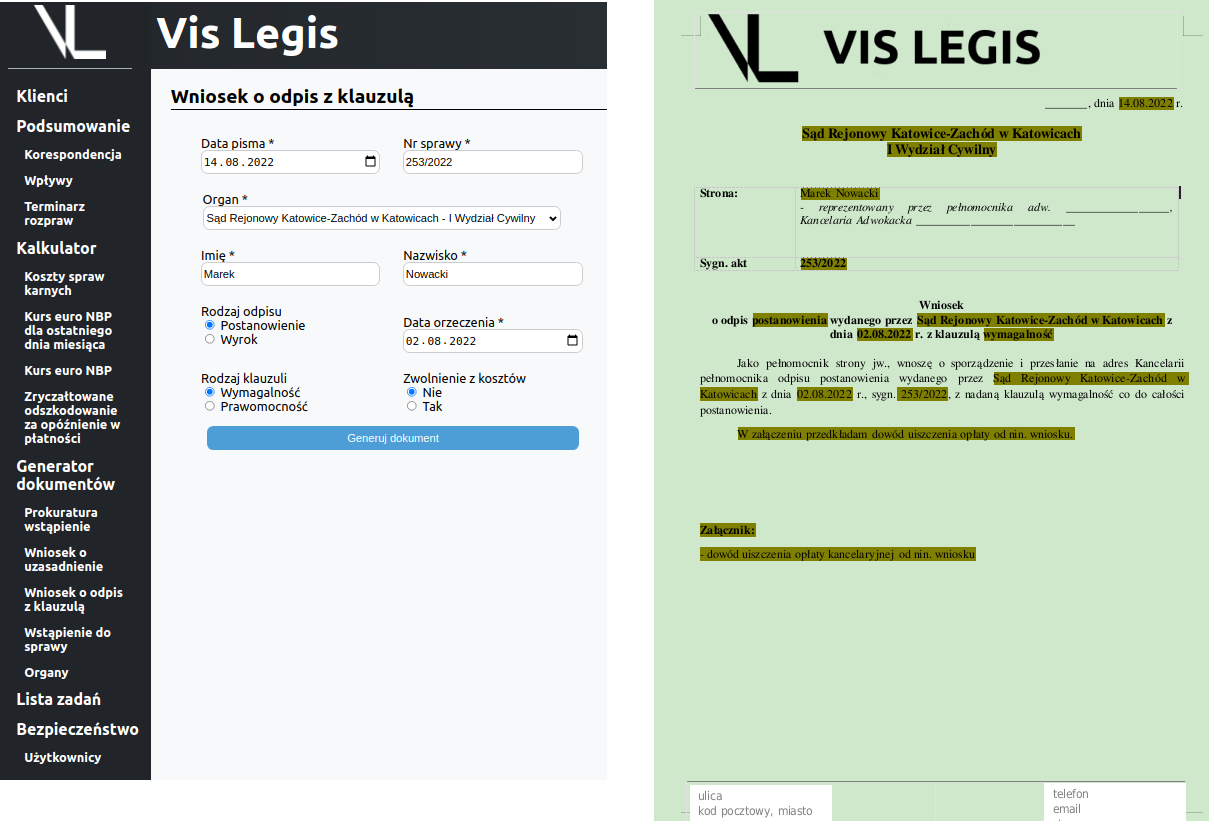 VL
Vis Legis
Klienci
Podsumowanie
Korespondencja
Wpływy
Terminarz
rozpraw
Kalkulator
Koszty spraw
karnych
Kurs euro NBP
dla ostatniego
dnia miesiąca
Kurs euro NBP
Zryczałtowane
odszkodowanie
za opóźnienie w
płatności
Generator
dokumentów
Prokuratura
wstąpienie
Wniosek o
uzasadnienie
Wniosek o odpis
z klauzulą
Wstąpienie do
sprawy
Organy
Lista zadań
Bezpieczeństwo
Użytkownicy
Wniosek o odpis z klauzulą
Data pisma * Nr sprawy *
14.08.2022 253/2022
Organ *
Sąd Rejonowy Katowice-Zachód w Katowicach - I Wydział Cywilny
Imię * Nazwisko *
Marek Nowacki
Rodzaj odpisu
Postanowienie
Wyrok
Data orzeczenia *
02.08.2022
Rodzaj klauzuli Zwolnienie z kosztów
Wymagalność Nie
Prawomocność Tak
Generuj dokument
VL VIS LEGIS
_______, dnia 14.08.2022 r.
Sąd Rejonowy Katowice-Zachód w Katowicach
I Wydział Cywilny
Strona: Marek Nowacki
- reprezentowany przez pełnomocnika adw. _________________,
Kancelaria Adwokacka __________________________
Sygn. akt 253/2022
Wniosek
o odpis postanowienia wydanego przez Sąd Rejonowy Katowice-Zachód w Katowicach z
dnia 02.08.2022 r. z klauzulą wymagalność
Jako pełnomocnik strony jw., wnoszę o sporządzenie i przesłanie na adres Kancelarii
pełnomocnika odpisu postanowienia wydanego przez Sąd Rejonowy Katowice-Zachód w
Katowicach z dnia 02.08.2022 r., sygn. 253/2022, z nadaną klauzulą wymagalność co do całości
postanowienia.
W załączeniu przedkładam dowód uiszczenia opłaty od nin. wniosku.
Załącznik:
- dowód uiszczenia opłaty kancelaryjnej od nin. wniosku
ulica
kod pocztowy, miasto
telefon
email